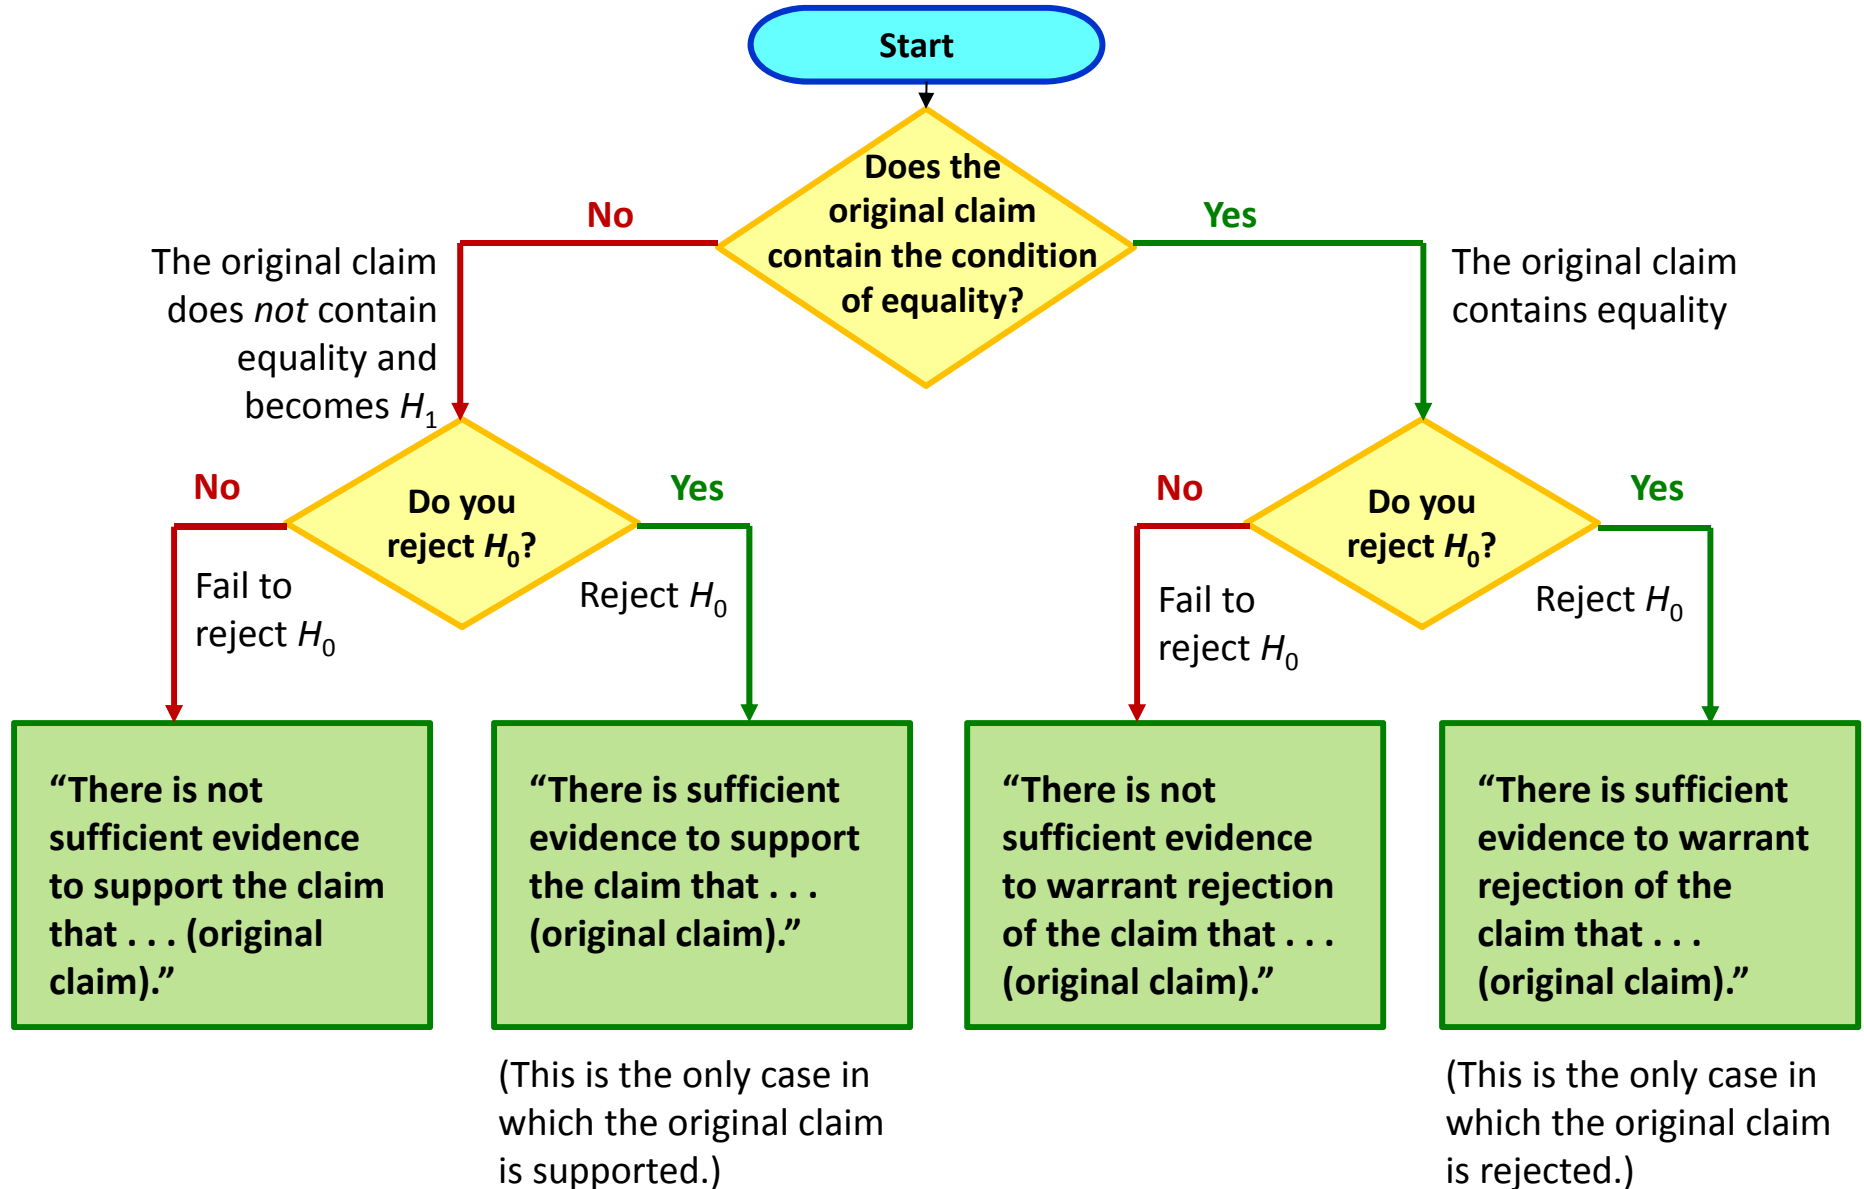 Start
Does the
original claim
contain the condition
of equality?
No
Yes
The original claim
does not contain
equality and
becomes H1
The original claim
contains equality
No
Do you
reject H0?
Yes
Fail to
reject H0
Reject H0
No
Do you
reject H0?
Yes
Fail to
reject H0
Reject H0
“There is not
sufficient evidence
to support the claim
that . . . (original
claim).”
“There is sufficient
evidence to support
the claim that . . .
(original claim).”
“There is not
sufficient evidence
to warrant rejection
of the claim that . . .
(original claim).”
“There is sufficient
evidence to warrant
rejection of the
claim that . . .
(original claim).”
(This is the only case in
which the original claim
is supported.)
(This is the only case in
which the original claim
is rejected.)